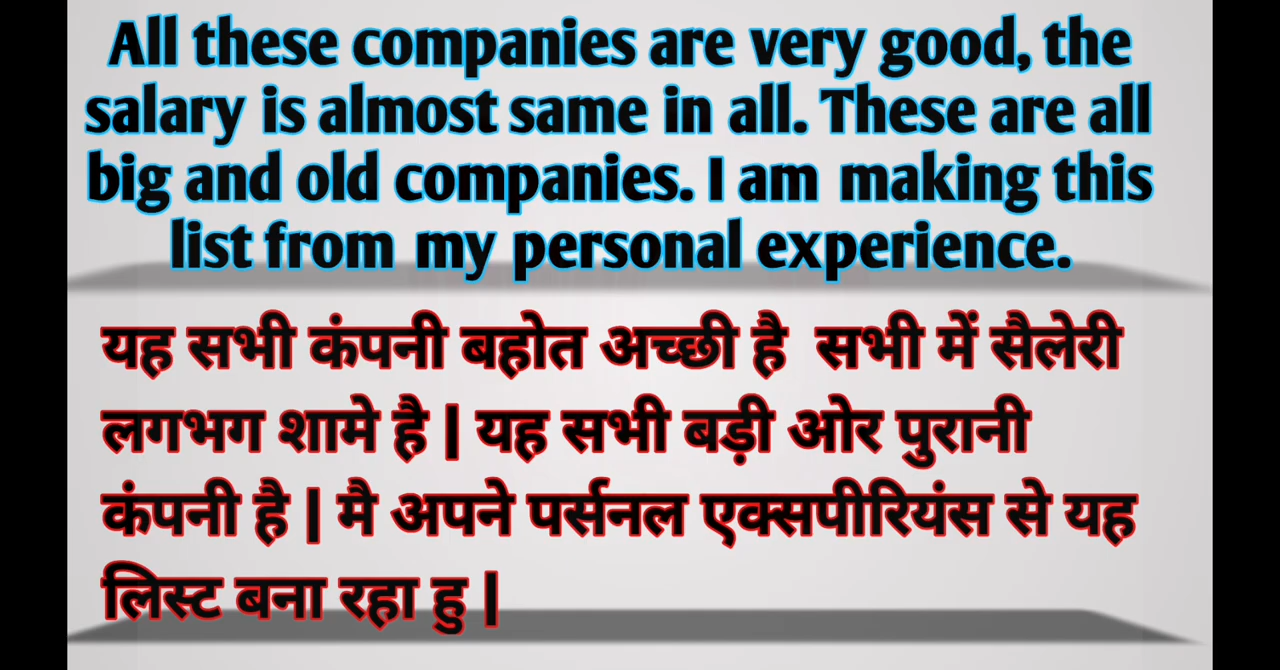 All these companies are very good, the
salary is almost same in all. These are all
big and old companies. I am making this
list from my personal experience.
यह सभी कंपनी बहोत अच्छी है सभी में सैलेरी
लगभग शामे है | यह सभी बड़ी ओर पुरानी
कंपनी है | मै अपने पर्सनल एक्सपीरियंस से यह
लिस्ट बना रहा हु |